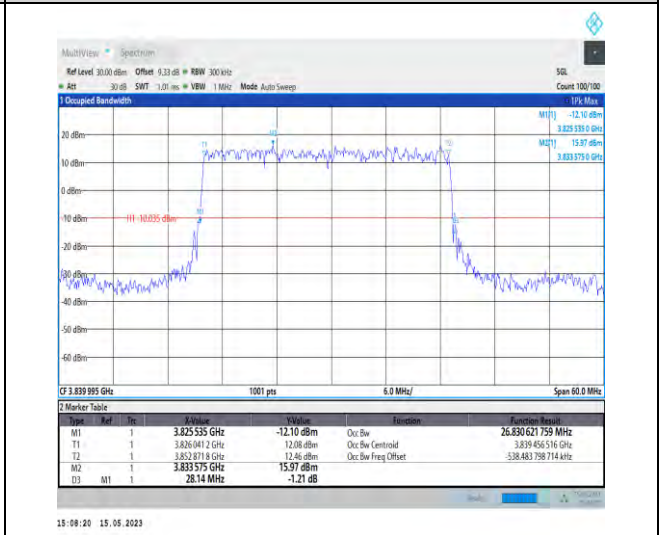 MultiView Spectrum
Ref Level 30.00 dBm Offset 9.33 dB RBW 300 kHz SGL
Att 30 dB SWT 1.01 ms VBW 1 MHz Mode Auto Sweep Count 100/100
1 Occupied Bandwidth 1Pk Max
M1[1] -12.10 dBm
3.825 535 0 GHz
M2[1] 15.97 dBm
3.833 575 0 GHz
20 dBm
10 dBm
0 dBm
-10 dBm H1 -10.035 dBm
-20 dBm
-30 dBm
-40 dBm
-50 dBm
-60 dBm
T1
M2
T2
M1
D3
CF 3.839 995 GHz 1001 pts 6.0 MHz/ Span 60.0 MHz
2 Marker Table
Type Ref Trc X-Value Y-Value Function Function Result
M1 1 3.825 535 GHz -12.10 dBm Occ Bw 26.830 621 759 MHz
T1 1 3.826 041 2 GHz 12.08 dBm Occ Bw Centroid 3.839 456 516 GHz
T2 1 3.852 871 8 GHz 12.46 dBm Occ Bw Freq Offset -538.483 798 714 kHz
M2 1 3.833 575 GHz 15.97 dBm
D3 M1 1 28.14 MHz -1.21 dB
15:08:20 15.05.2023